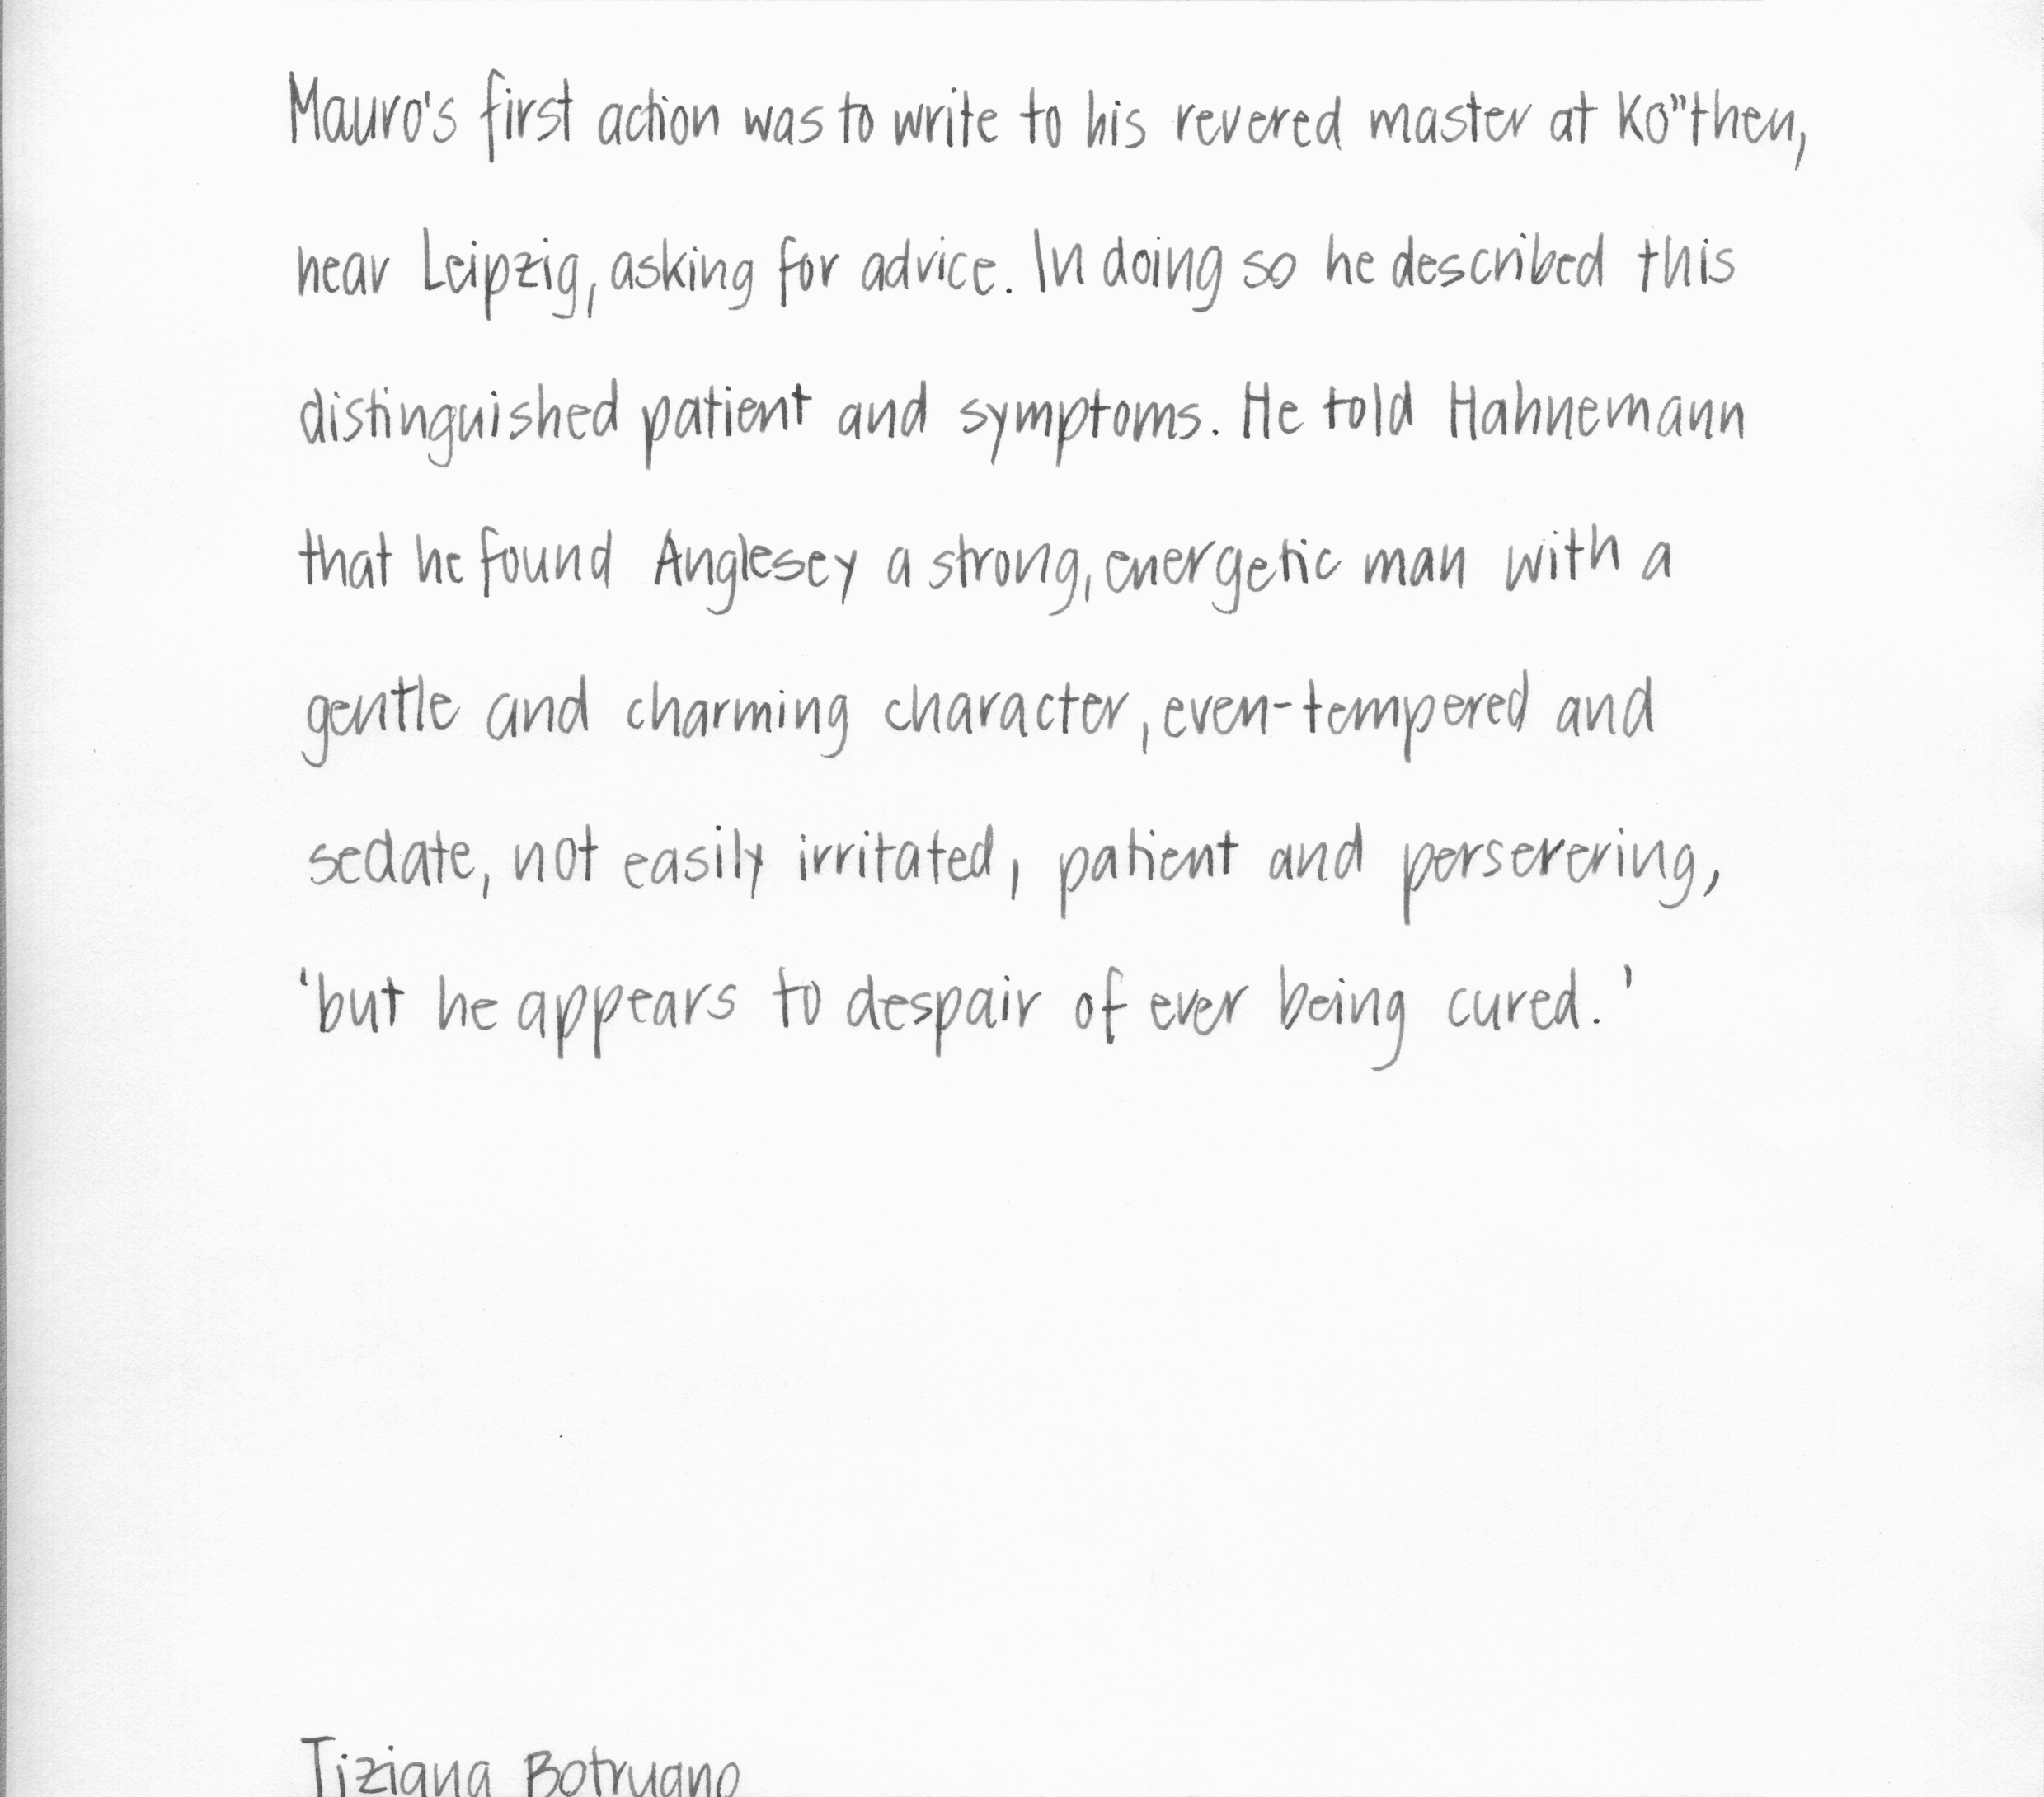 Mauro's first action was to write to his revered master at Ko"then,
near Leipzig, asking for advice. In doing so he described this
distinguished patient and symptoms. He told Hahnemann
that he found Anglesey a strong, energetic man with a
gentle and charming character, even-tempered and
sedate, not easily irritated, patient and perserering,
'but he appears to despair of ever being cured.'
Tiziana Botrugno